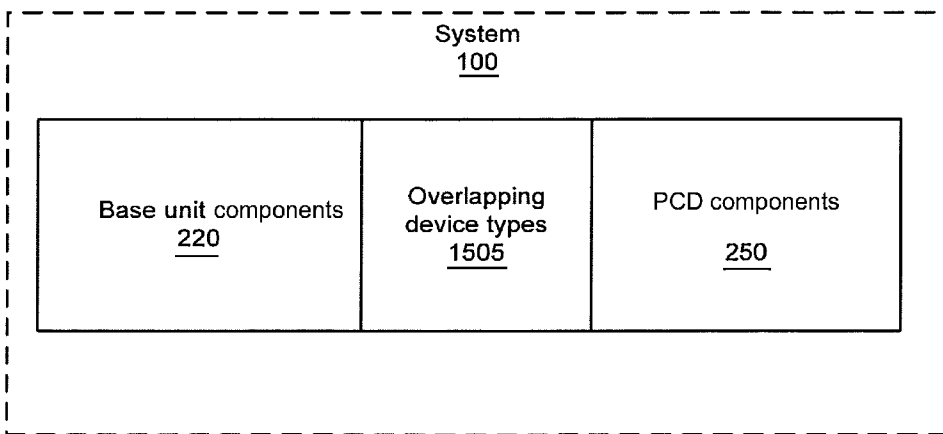 System
100
Base unit components
220
Overlapping
device types
1505
PCD components
250